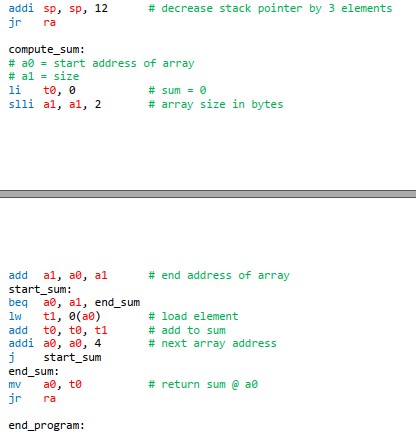 addi sp, sp, 12 # decrease stack pointer by 3 elements
jr ra
compute_sum:
# a0 = start address of array
# a1 = size
li t0, 0 # sum = 0
slli a1, a1, 2 # array size in bytes
add a1, a0, a1 # end address of array
start_sum:
beq a0, a1, end_sum
lw t1, 0(a0) # load element
add t0, t0, t1 # add to sum
addi a0, a0, 4 # next array address
j start_sum
end_sum:
mv a0, t0 # return sum @ a0
jr ra
end_program: